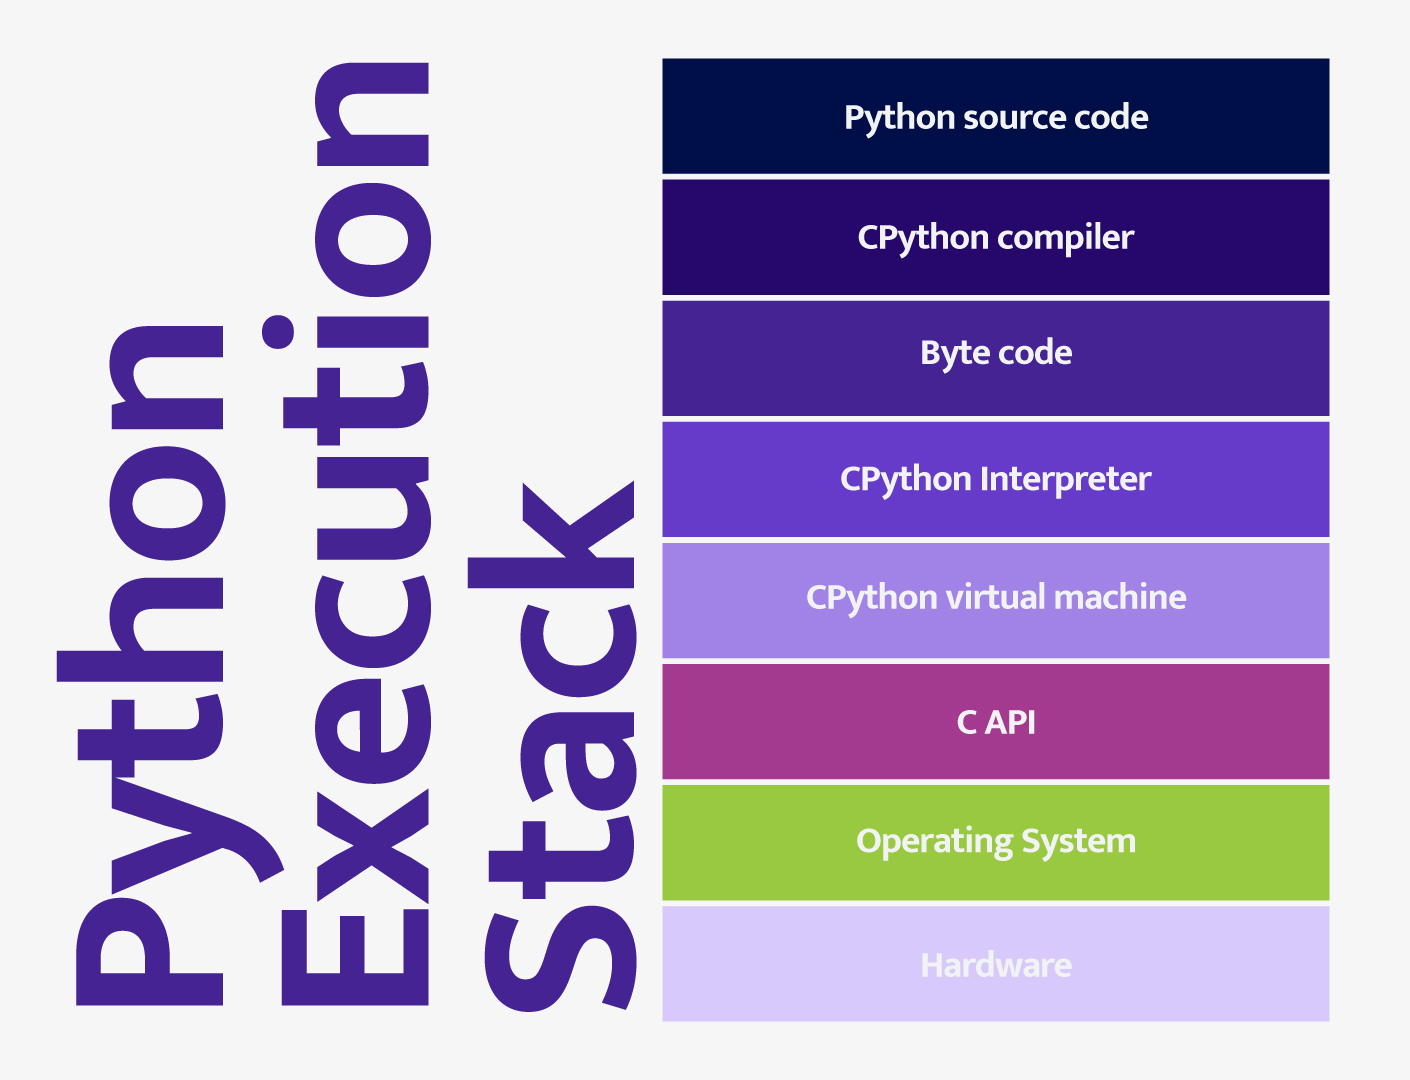 Python
Execution
Stack
Python source code
CPython compiler
Byte code
CPython Interpreter
CPython virtual machine
C API
Operating System
Hardware